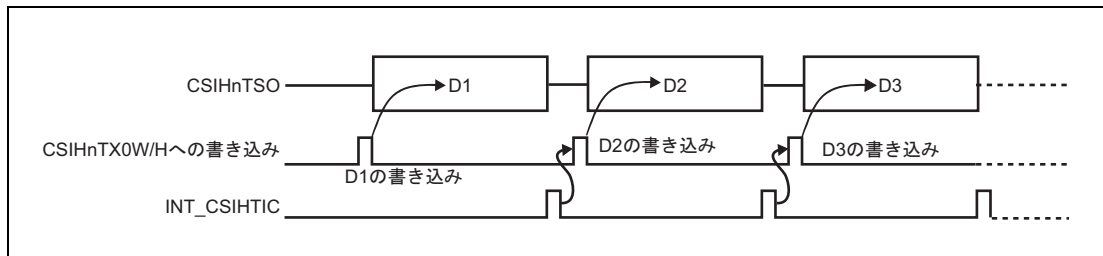 CSIHnTSO
D1
D2
D3
CSIHnTX0W/Hへの書き込み
D1の書き込み
D2の書き込み
D3の書き込み
INT_CSIHTIC